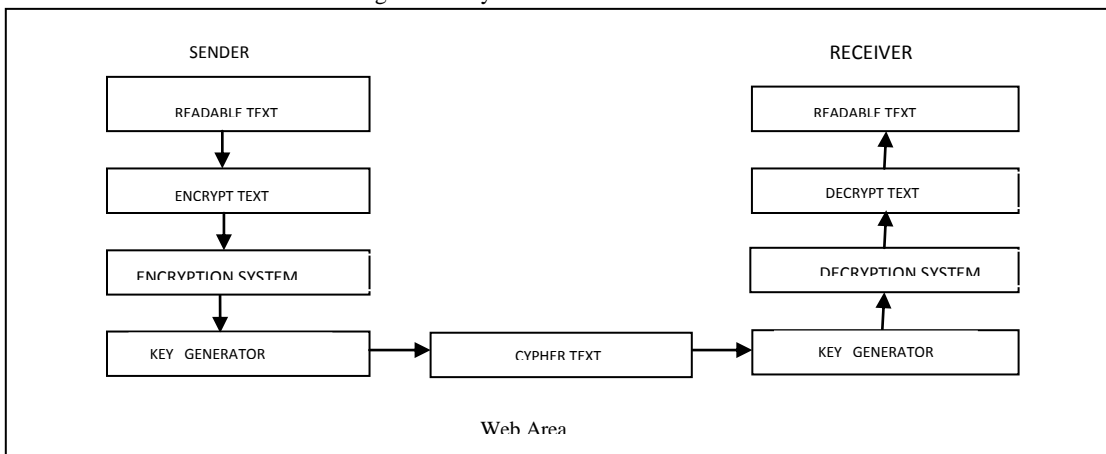 SENDER
RECEIVER
READABLE TEXT
READABLE TEXT
ENCRYPT TEXT
DECRYPT TEXT
ENCRYPTION SYSTEM
DECRYPTION SYSTEM
KEY GENERATOR
CYPHER TEXT
KEY GENERATOR
Web Area